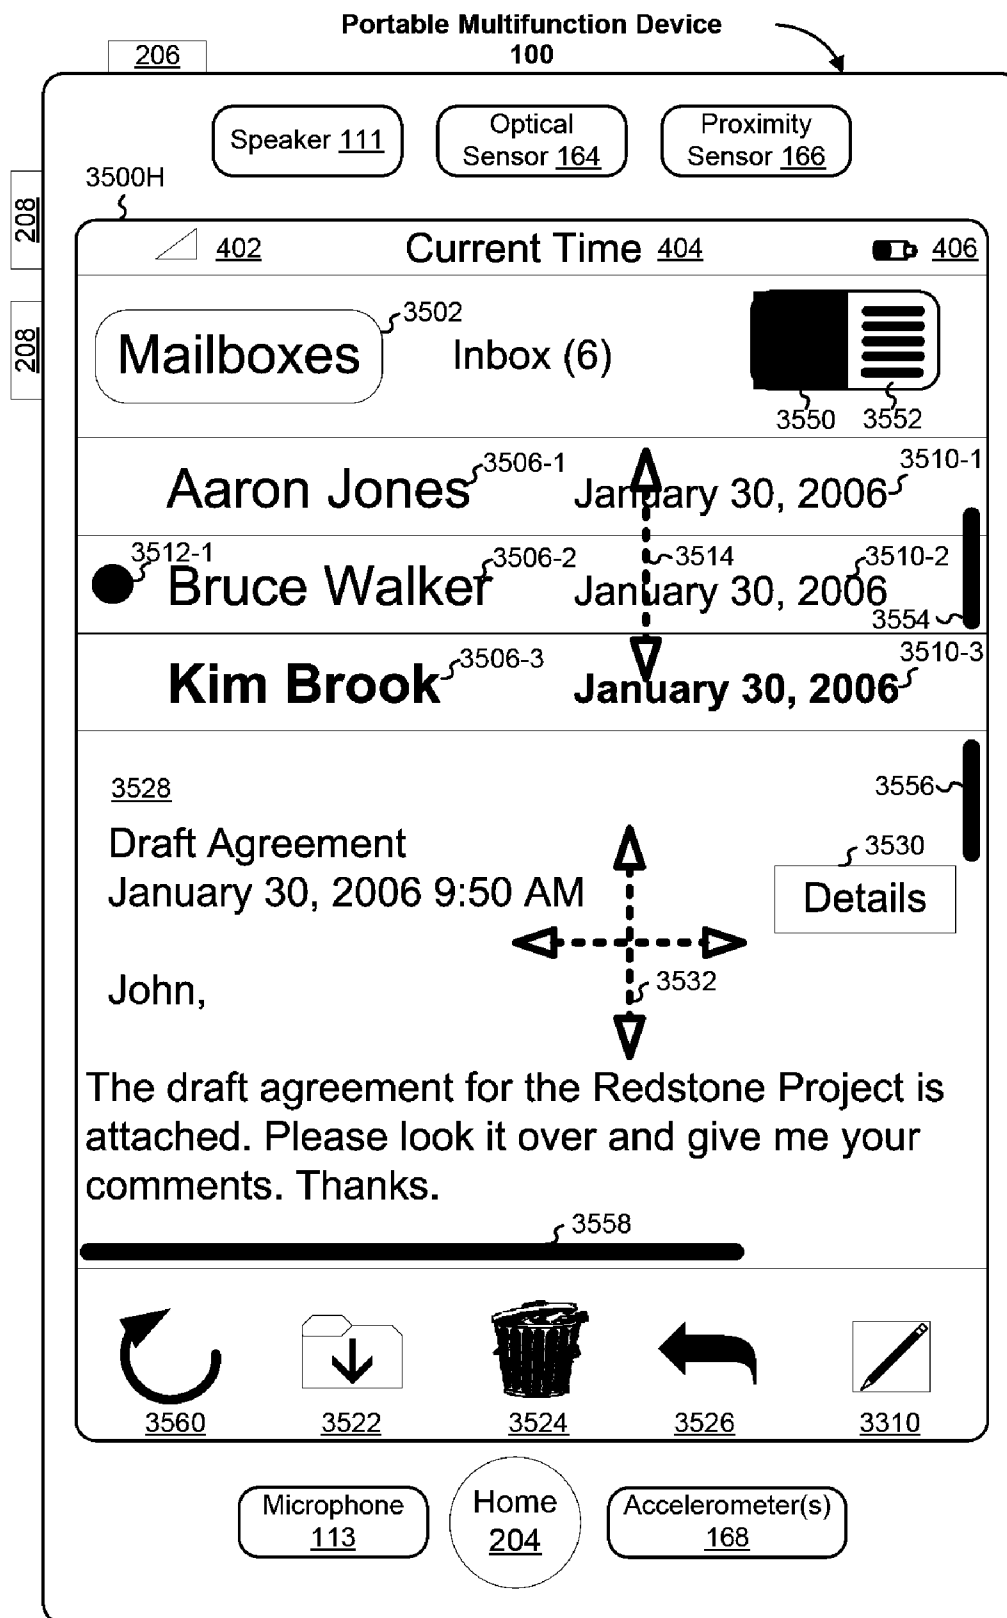 Portable Multifunction Device
100
206
Speaker 111
Optical
Sensor 164
Proximity
Sensor 166
3500H
208
208
402
Current Time 404
406
Mailboxes
3502
Inbox (6)
3550
3552
Aaron Jones
3506-1
January 30, 2006
3510-1
3512-1
Bruce Walker
3506-2
January 30, 2006
3514
3510-2
3554
Kim Brook
3506-3
January 30, 2006
3510-3
3528
3556
Draft Agreement
3530
January 30, 2006 9:50 AM
Details
John,
3532
The draft agreement for the Redstone Project is
attached. Please look it over and give me your
comments. Thanks.
3558
3560
3522
3524
3526
3310
Microphone
113
Home
204
Accelerometer(s)
168